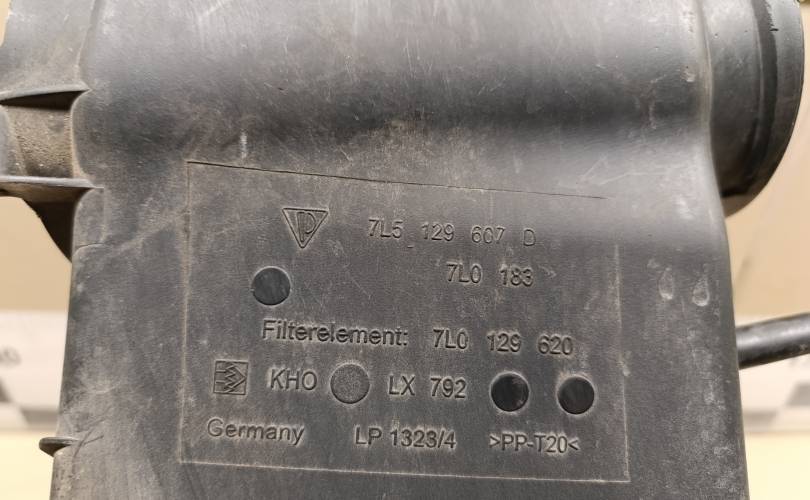 7L5 129 607 D
7L0 183
Filterelement: 7L0 129 620
KHO LX 792
Germany LP 1323/4 >PP-T20<